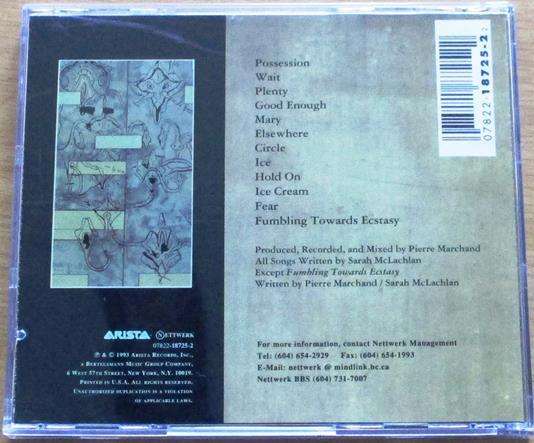 Possession
Wait
Plenty
Good Enough
Mary
Elsewhere
Circle
Ice
Hold On
Ice Cream
Fear
Fumbling Towards Ecstasy
Produced, Recorded, and Mixed by Pierre Marchand
All Songs Written by Sarah McLachlan
Except Fumbling Towards Ecstasy
Written by Pierre Marchand / Sarah McLachlan
For more information, contact Nettwerk Management
Tel: (604) 654-2929 Fax: (604) 654-1993
E-Mail: nettwerk @ mindlink.bc.ca
Nettwerk BBS (604) 731-7007
ARISTA NETTWERK
07822-18725-2
℗ & © 1993 ARISTA RECORDS, INC.,
A BERTELSMANN MUSIC GROUP COMPANY,
6 WEST 57TH STREET, NEW YORK, N.Y. 10019.
PRINTED IN U.S.A. ALL RIGHTS RESERVED.
UNAUTHORIZED DUPLICATION IS A VIOLATION
OF APPLICABLE LAWS.
07822-18725-2